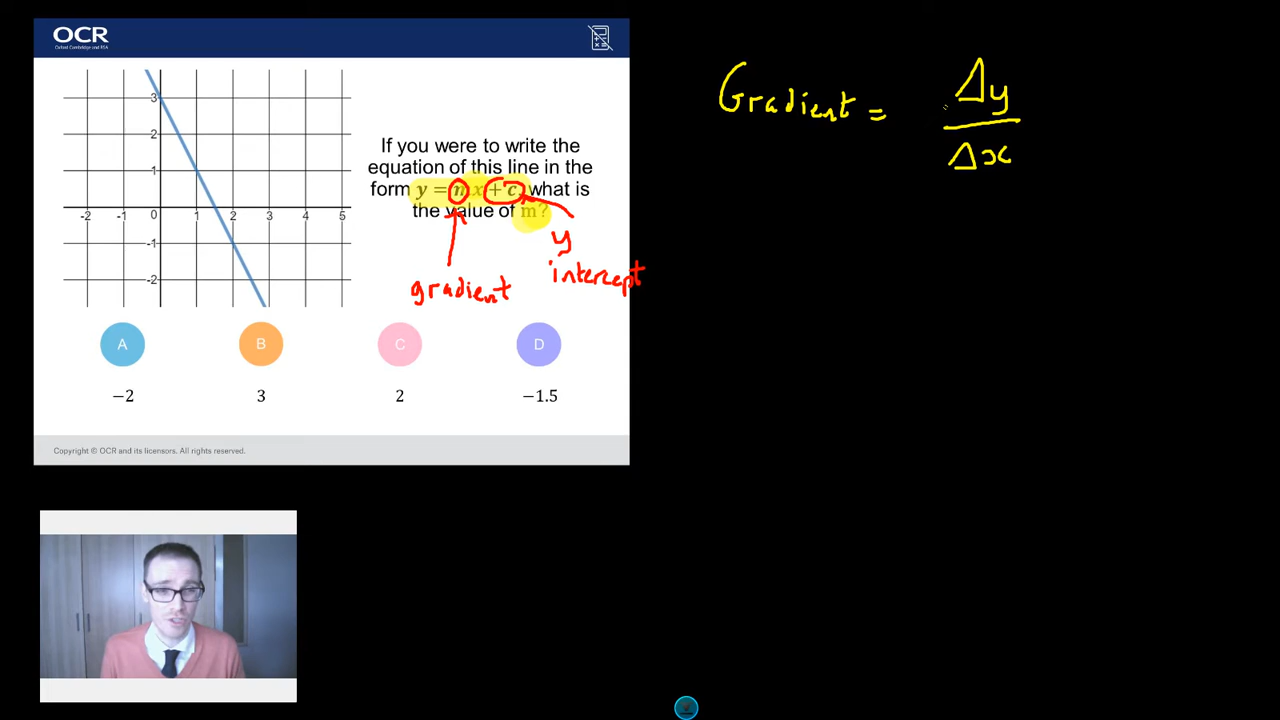 OCR
Oxford Cambridge and RSA
3
2
1
-2 -1 0 1 2 3 4 5
-1
-2
If you were to write the
equation of this line in the
form y = mx + c, what is
the value of m?
gradient
y
intercept
A B C D
−2 3 2 −1.5
Copyright © OCR and its licensors. All rights reserved.
Gradient = Δy
Δx